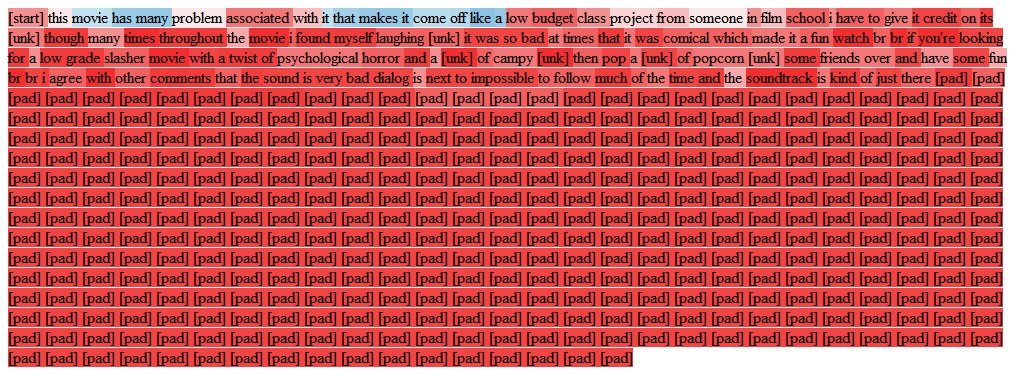 [start] this movie has many problem associated with it that makes it come off like a low budget class project from someone in film school i have to give it credit on its
[unk] though many times throughout the movie i found myself laughing [unk] it was so bad at times that it was comical which made it a fun watch br br if you're looking
for a low grade slasher movie with a twist of psychological horror and a [unk] of campy [unk] then pop a [unk] of popcorn [unk] some friends over and have some fun
br br i agree with other comments that the sound is very bad dialog is next to impossible to follow much of the time and the soundtrack is kind of just there [pad] [pad]
[pad] [pad] [pad] [pad] [pad] [pad] [pad] [pad] [pad] [pad] [pad] [pad] [pad] [pad] [pad] [pad] [pad] [pad] [pad] [pad] [pad] [pad] [pad] [pad] [pad] [pad] [pad]
[pad] [pad] [pad] [pad] [pad] [pad] [pad] [pad] [pad] [pad] [pad] [pad] [pad] [pad] [pad] [pad] [pad] [pad] [pad] [pad] [pad] [pad] [pad] [pad] [pad] [pad] [pad]
[pad] [pad] [pad] [pad] [pad] [pad] [pad] [pad] [pad] [pad] [pad] [pad] [pad] [pad] [pad] [pad] [pad] [pad] [pad] [pad] [pad] [pad] [pad] [pad] [pad] [pad] [pad]
[pad] [pad] [pad] [pad] [pad] [pad] [pad] [pad] [pad] [pad] [pad] [pad] [pad] [pad] [pad] [pad] [pad] [pad] [pad] [pad] [pad] [pad] [pad] [pad] [pad] [pad] [pad]
[pad] [pad] [pad] [pad] [pad] [pad] [pad] [pad] [pad] [pad] [pad] [pad] [pad] [pad] [pad] [pad] [pad] [pad] [pad] [pad] [pad] [pad] [pad] [pad] [pad] [pad] [pad]
[pad] [pad] [pad] [pad] [pad] [pad] [pad] [pad] [pad] [pad] [pad] [pad] [pad] [pad] [pad] [pad] [pad] [pad] [pad] [pad] [pad] [pad] [pad] [pad] [pad] [pad] [pad]
[pad] [pad] [pad] [pad] [pad] [pad] [pad] [pad] [pad] [pad] [pad] [pad] [pad] [pad] [pad] [pad] [pad] [pad] [pad] [pad] [pad] [pad] [pad] [pad] [pad] [pad] [pad]
[pad] [pad] [pad] [pad] [pad] [pad] [pad] [pad] [pad] [pad] [pad] [pad] [pad] [pad] [pad] [pad] [pad] [pad] [pad] [pad] [pad] [pad] [pad] [pad] [pad] [pad] [pad]
[pad] [pad] [pad] [pad] [pad] [pad] [pad] [pad] [pad] [pad] [pad] [pad] [pad] [pad] [pad] [pad] [pad] [pad] [pad] [pad] [pad] [pad] [pad] [pad] [pad] [pad] [pad]
[pad] [pad] [pad] [pad] [pad] [pad] [pad] [pad] [pad] [pad] [pad] [pad] [pad] [pad] [pad] [pad] [pad] [pad] [pad] [pad] [pad] [pad] [pad] [pad] [pad] [pad] [pad]
[pad] [pad] [pad] [pad] [pad] [pad] [pad] [pad] [pad] [pad] [pad] [pad] [pad] [pad] [pad] [pad] [pad] [pad] [pad] [pad] [pad] [pad] [pad] [pad] [pad] [pad] [pad]
[pad] [pad] [pad] [pad] [pad] [pad] [pad] [pad] [pad] [pad] [pad] [pad] [pad] [pad] [pad] [pad] [pad] [pad] [pad] [pad] [pad] [pad] [pad] [pad] [pad] [pad] [pad]
[pad] [pad] [pad] [pad] [pad] [pad] [pad] [pad] [pad] [pad] [pad] [pad] [pad] [pad] [pad] [pad] [pad] [pad] [pad] [pad] [pad] [pad] [pad] [pad] [pad] [pad] [pad]
[pad] [pad] [pad] [pad] [pad] [pad] [pad] [pad] [pad] [pad] [pad] [pad] [pad] [pad] [pad] [pad] [pad]